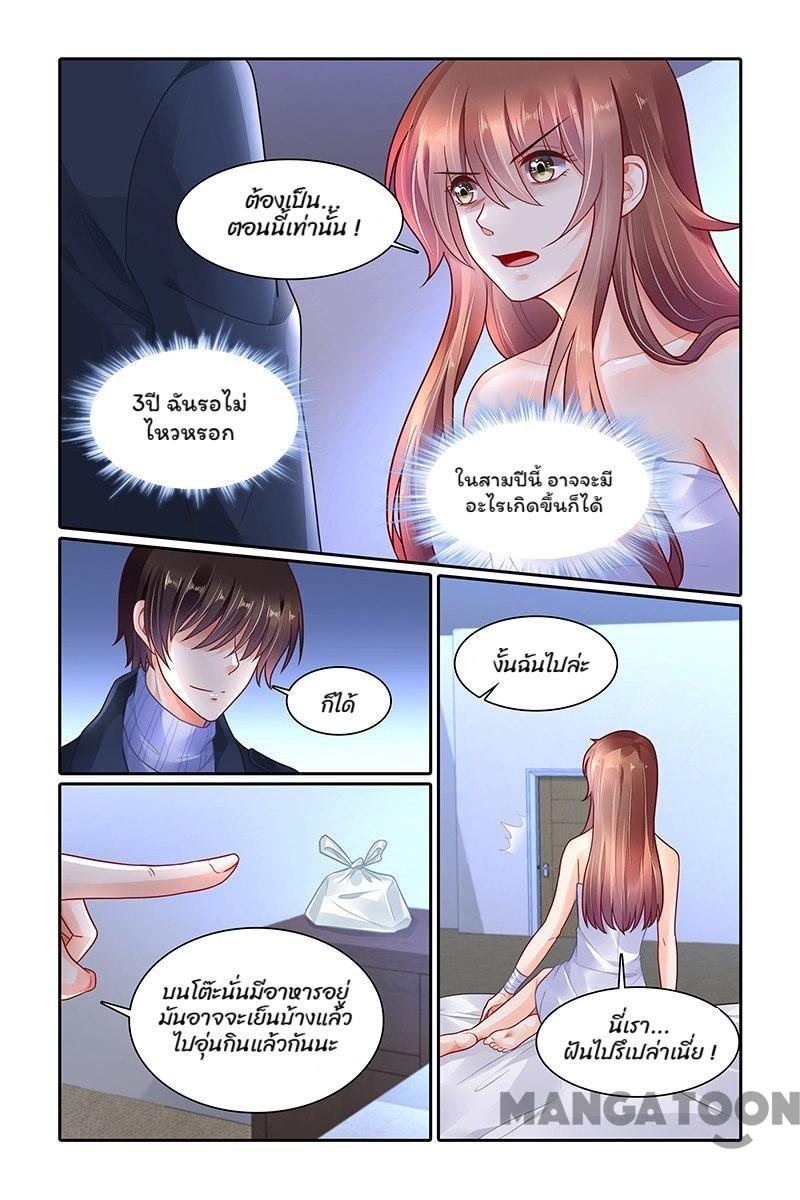 ต้องเป็น...
ตอนนี้เท่านั้น !
3ปี ฉันรอไม่
ไหวหรอก
ในสามปีนี้ อาจจะมี
อะไรเกิดขึ้นก็ได้
ก็ได้
งั้นฉันไปล่ะ
บนโต๊ะนั่นมีอาหารอยู่
มันอาจจะเย็นบ้างแล้ว
ไปอุ่นกินแล้วกันนะ
นี่เรา...
ฝันไปรึเปล่าเนี่ย !
MANGATOON